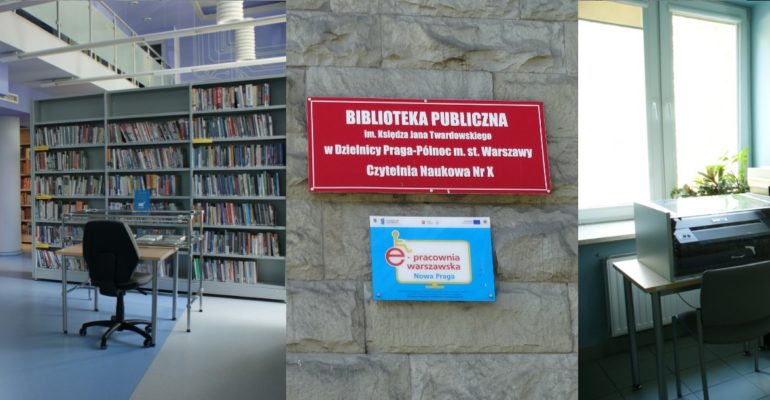 BIBLIOTEKA PUBLICZNA
im. Księdza Jana Twardowskiego
w Dzielnicy Praga-Północ m. st. Warszawy
Czytelnia Naukowa Nr X
e - pracownia
warszawska
Nowa Praga